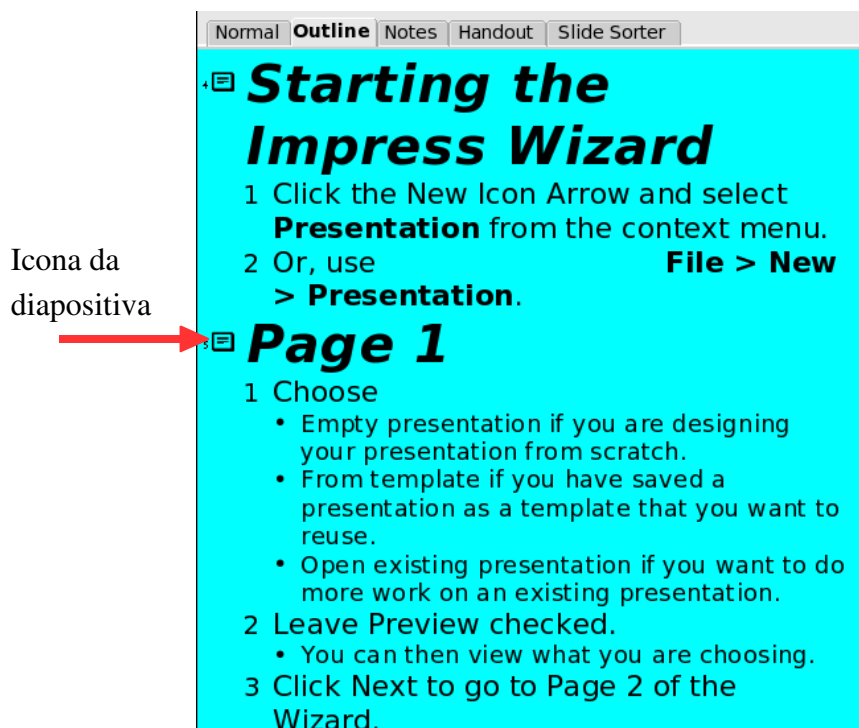 Normal Outline Notes Handout Slide Sorter
4
Starting the
Impress Wizard
1 Click the New Icon Arrow and select
Presentation from the context menu.
2 Or, use File > New
> Presentation.
Icona da
diapositiva
5
Page 1
1 Choose
• Empty presentation if you are designing
your presentation from scratch.
• From template if you have saved a
presentation as a template that you want to
reuse.
• Open existing presentation if you want to do
more work on an existing presentation.
2 Leave Preview checked.
• You can then view what you are choosing.
3 Click Next to go to Page 2 of the
Wizard.